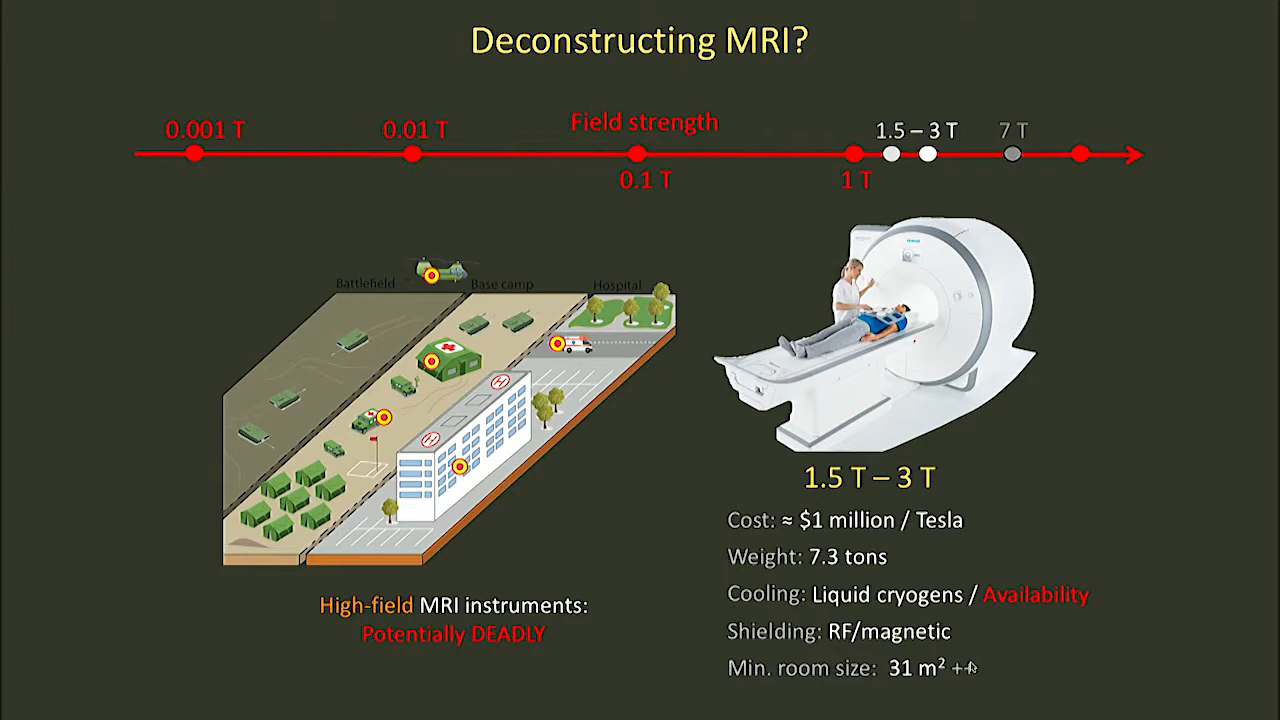 Deconstructing MRI?
0.001 T
0.01 T
Field strength
1.5 – 3 T
7 T
0.1 T
1 T
Battlefield
Base camp
Hospital
H
H
1.5 T – 3 T
Cost: ≈ $1 million / Tesla
Weight: 7.3 tons
Cooling: Liquid cryogens / Availability
Shielding: RF/magnetic
Min. room size: 31 m² ++
High-field MRI instruments:
Potentially DEADLY